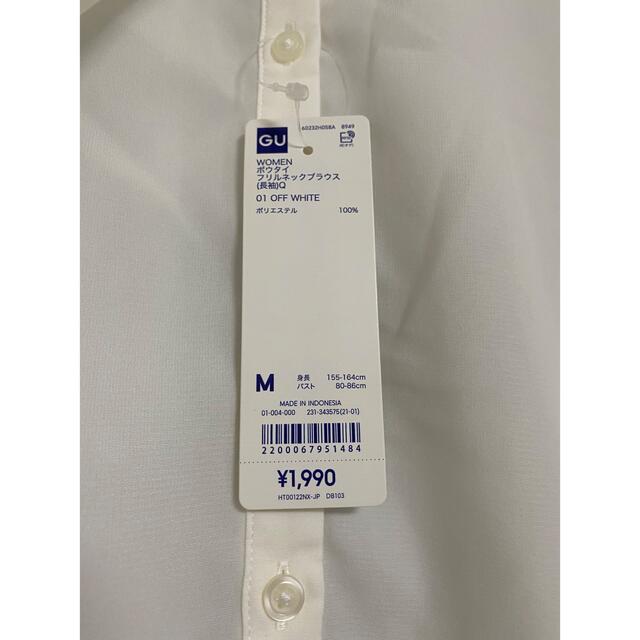 GU
6D232H058A 8949
WOMEN
ボウタイ
フリルネックブラウス
(長袖)Q
01 OFF WHITE
ポリエステル 100%
M
身長 155-164cm
バスト 80-86cm
MADE IN INDONESIA
01-004-000 231-343575(21-01)
2200067951484
¥1,990
HT00122NX-JP DB103